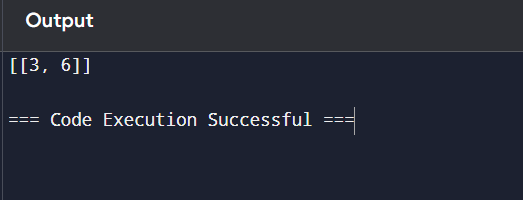 Output
[[3, 6]]
=== Code Execution Successful ===